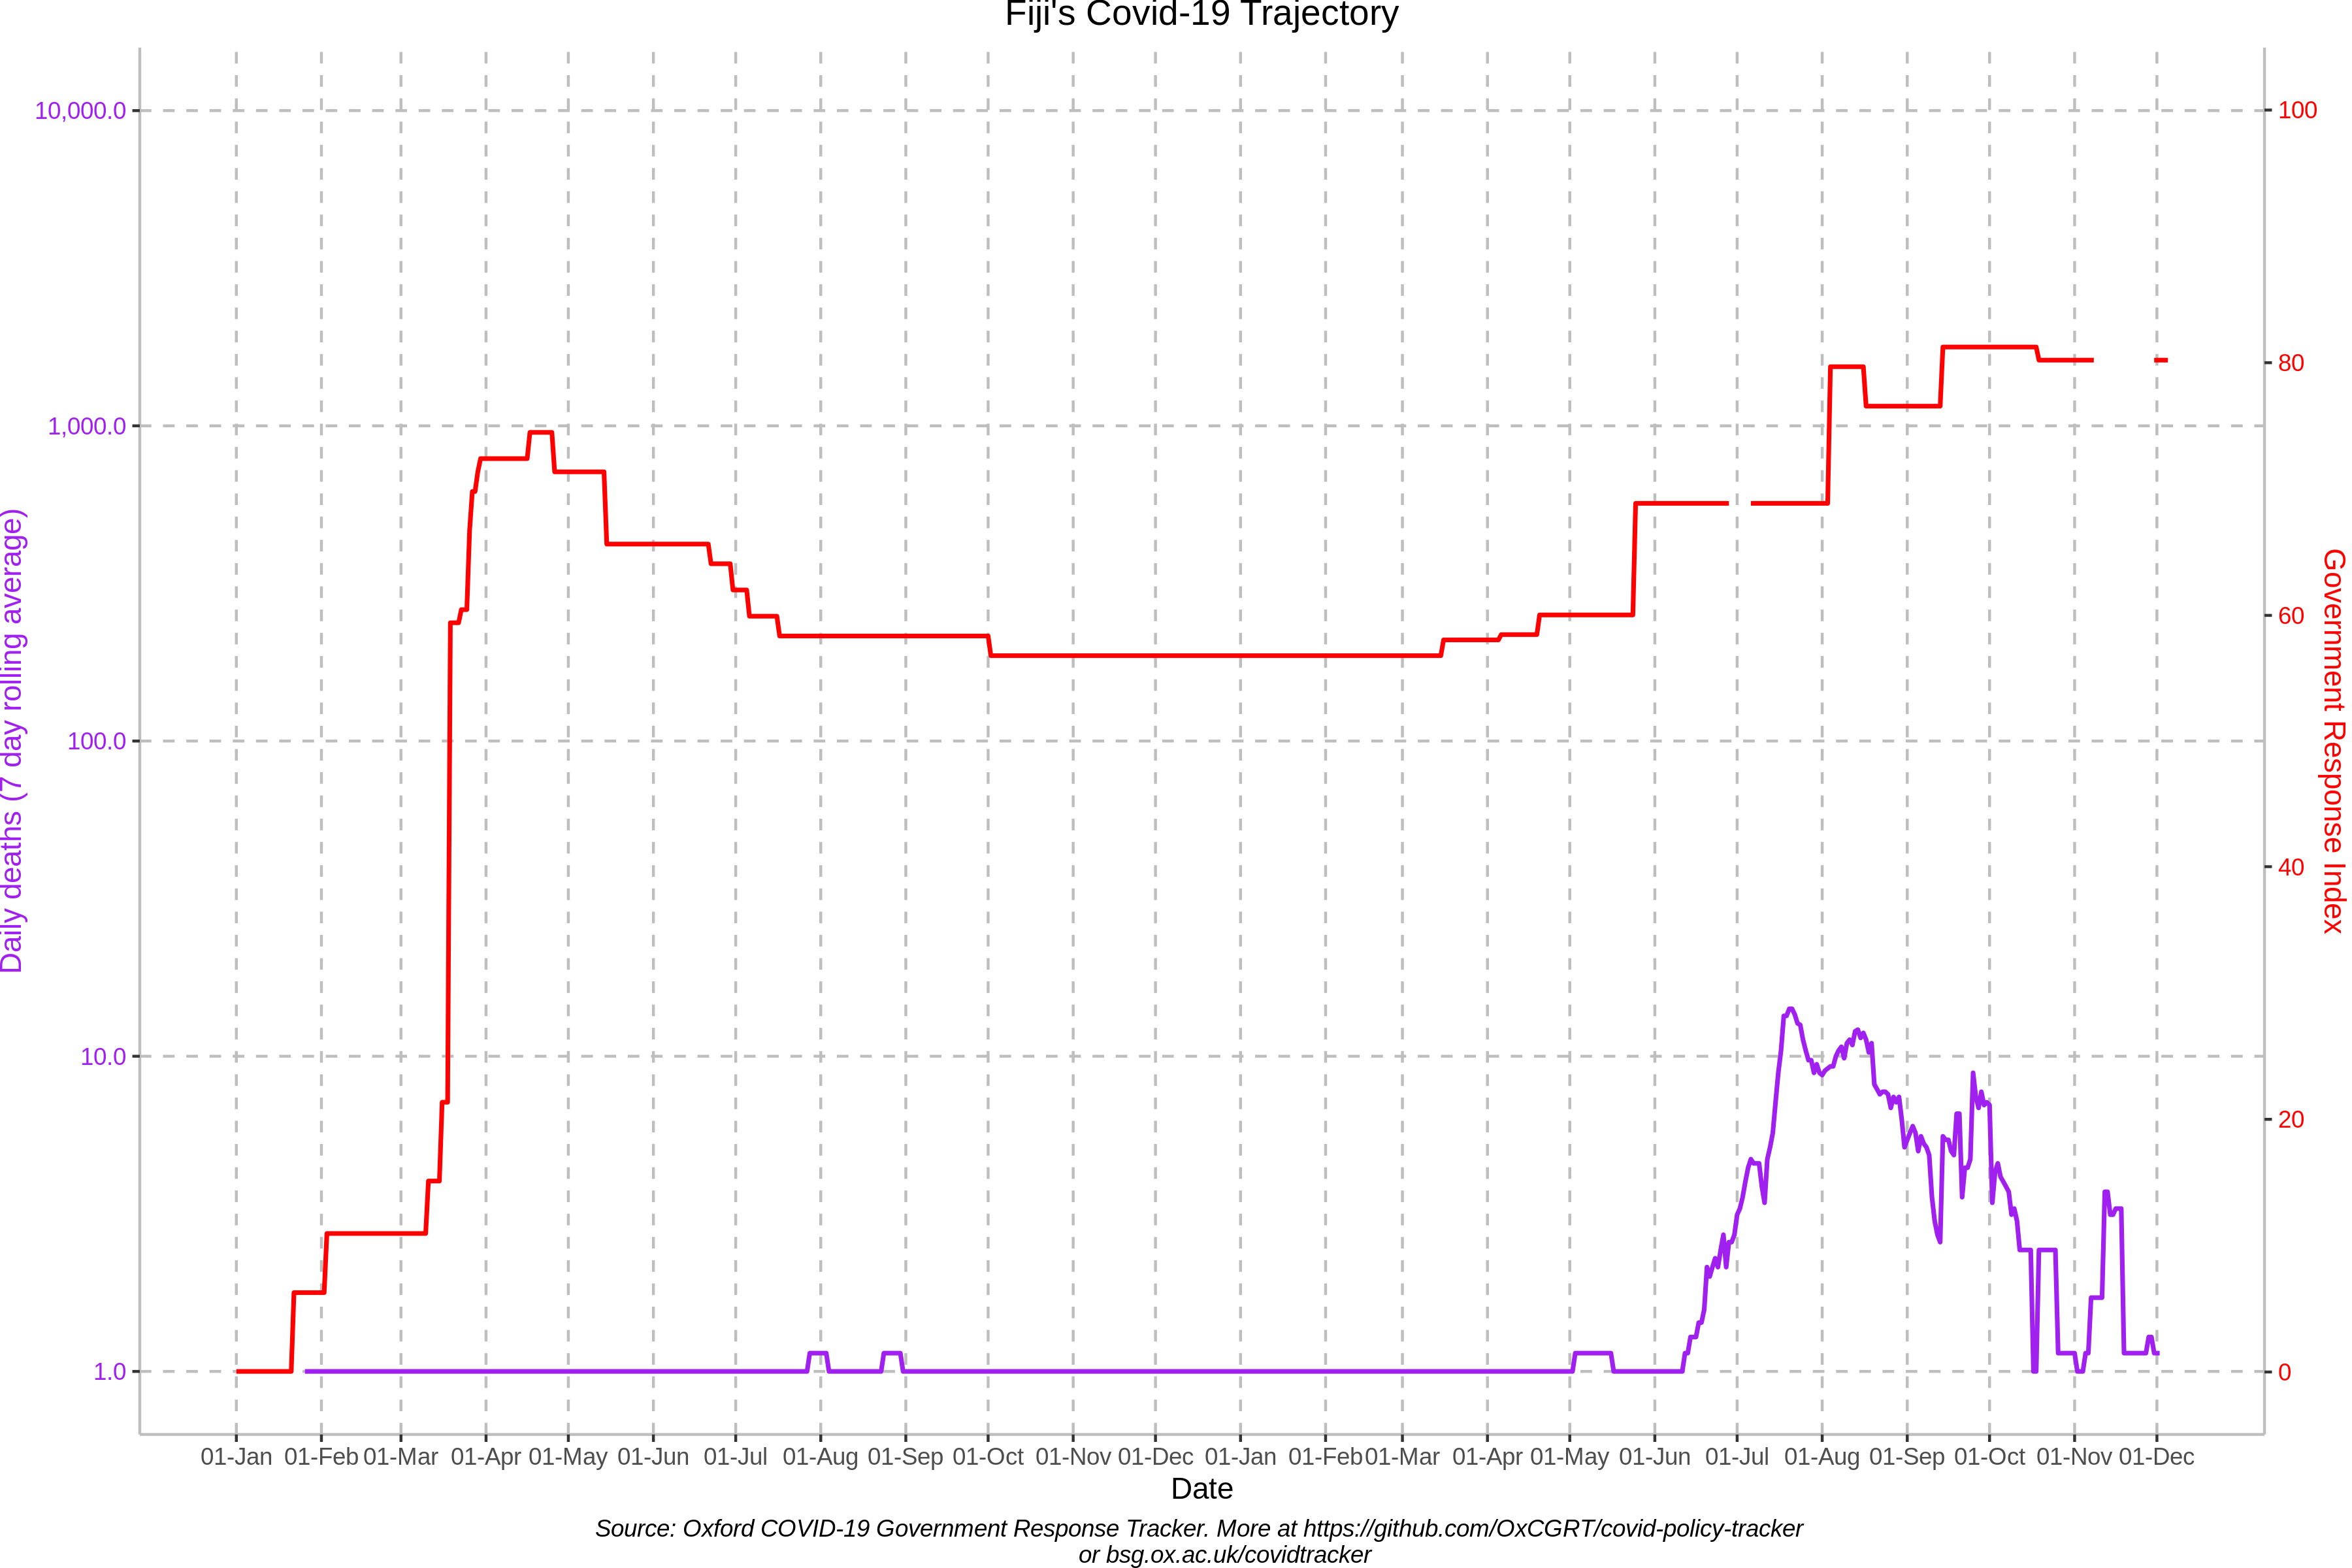 Fiji's Covid-19 Trajectory
10,000.0
1,000.0
100.0
10.0
1.0
Daily deaths (7 day rolling average)
100
80
60
40
20
0
Government Response Index
01-Jan 01-Feb 01-Mar 01-Apr 01-May 01-Jun 01-Jul 01-Aug 01-Sep 01-Oct 01-Nov 01-Dec 01-Jan 01-Feb 01-Mar 01-Apr 01-May 01-Jun 01-Jul 01-Aug 01-Sep 01-Oct 01-Nov 01-Dec
Date
Source: Oxford COVID-19 Government Response Tracker. More at https://github.com/OxCGRT/covid-policy-tracker
or bsg.ox.ac.uk/covidtracker